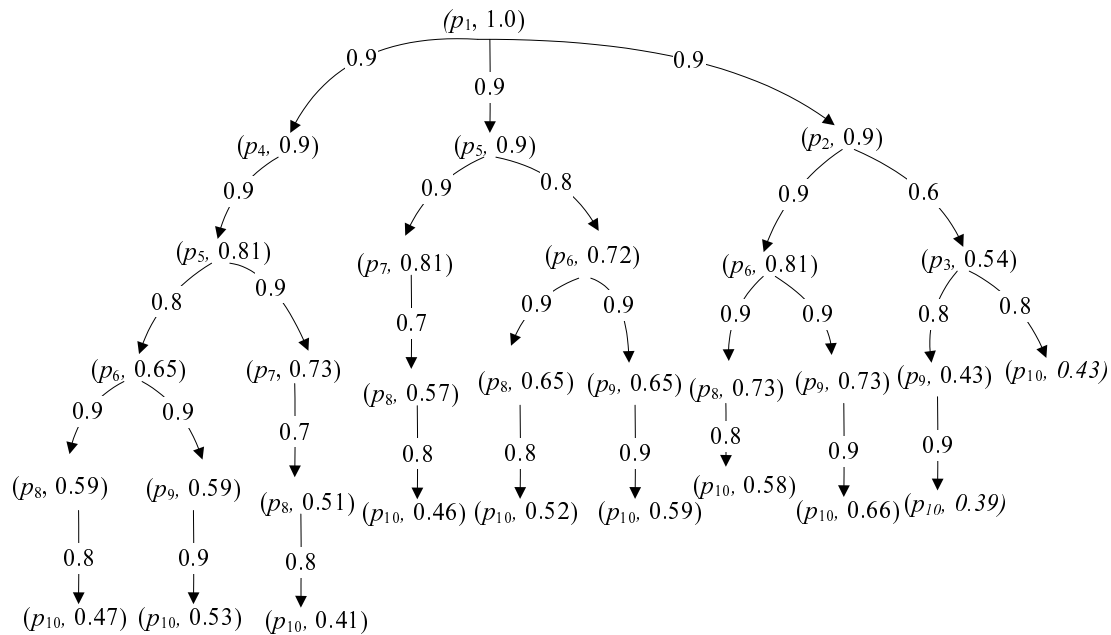 (p1, 1.0)
0.9 0.9 0.9
(p4, 0.9) (p5, 0.9) (p2, 0.9)
0.9 0.9 0.8 0.9 0.6
(p5, 0.81) (p7, 0.81) (p6, 0.72) (p6, 0.81) (p3, 0.54)
0.8 0.9 0.7 0.9 0.9 0.9 0.9 0.8 0.8
(p6, 0.65) (p7, 0.73) (p8, 0.57) (p8, 0.65) (p9, 0.65) (p8, 0.73) (p9, 0.73) (p9, 0.43) (p10, 0.43)
0.9 0.9 0.7 0.8 0.8 0.9 0.8 0.9 0.9
(p8, 0.59) (p9, 0.59) (p8, 0.51) (p10, 0.46) (p10, 0.52) (p10, 0.59) (p10, 0.58) (p10, 0.66) (p10, 0.39)
0.8 0.9 0.8
(p10, 0.47) (p10, 0.53) (p10, 0.41)